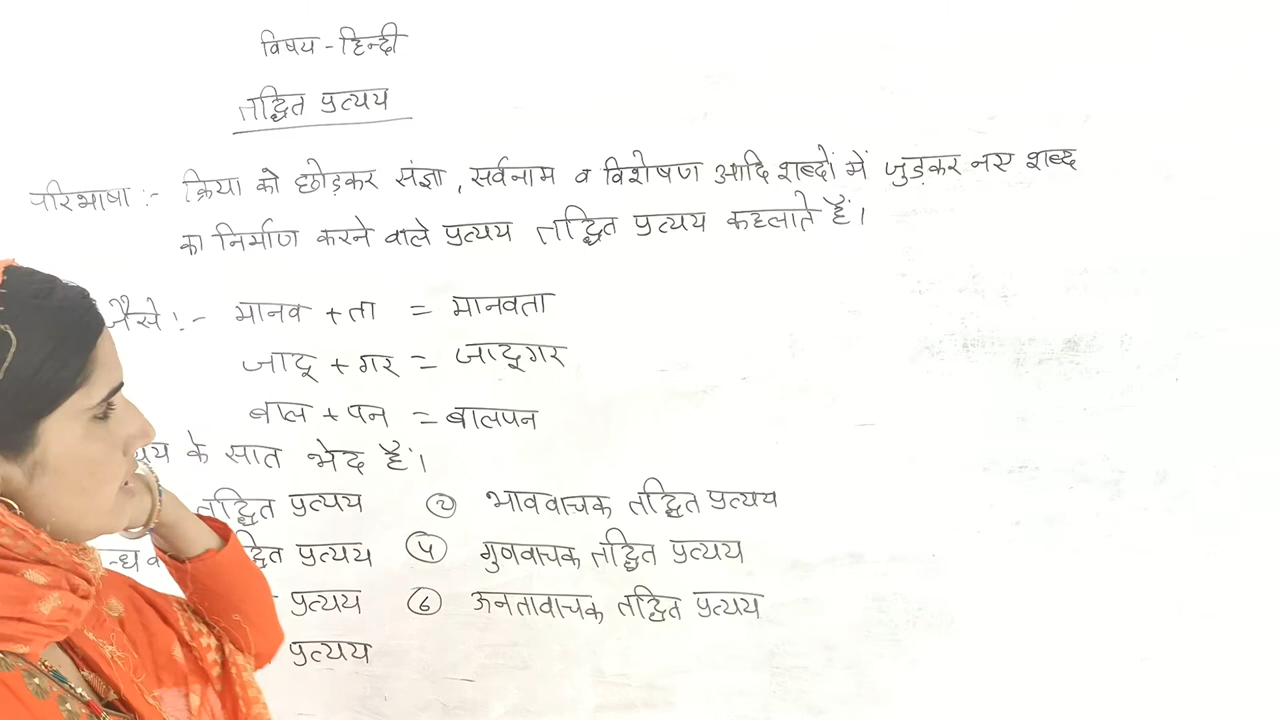 विषय - हिन्दी
तद्धित प्रत्यय
परिभाषा :- क्रिया को छोड़कर संज्ञा, सर्वनाम व विशेषण आदि शब्दों में जुड़कर नए शब्द
का निर्माण करने वाले प्रत्यय तद्धित प्रत्यय कहलाते हैं।
जैसे :- मानव + ता = मानवता
जादू + गर = जादूगर
बाल + पन = बालपन
के सात भेद हैं।
तद्धित प्रत्यय ② भाववाचक तद्धित प्रत्यय
प्रत्यय ④ गुणवाचक तद्धित प्रत्यय
प्रत्यय ⑥ ऊनतावाचक तद्धित प्रत्यय
प्रत्यय